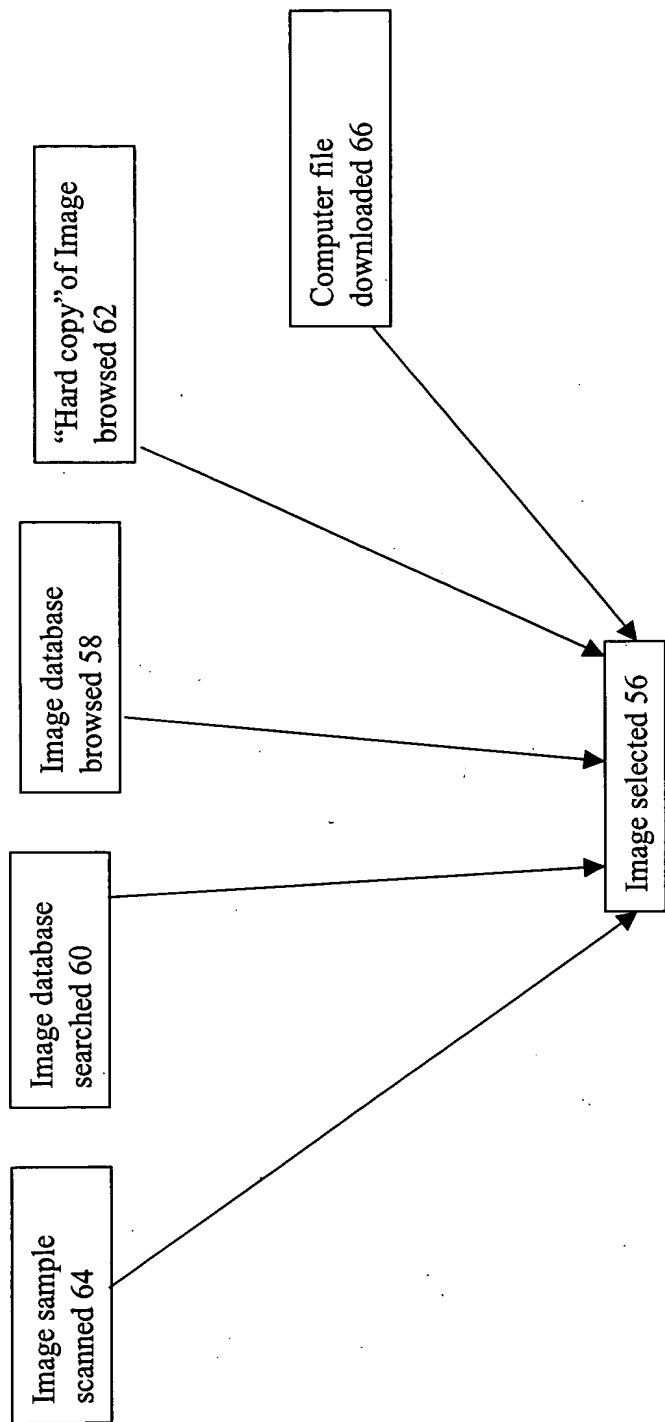 Image sample
scanned 64
Image database
searched 60
Image database
browsed 58
“Hard copy”of Image
browsed 62
Computer file
downloaded 66
Image selected 56